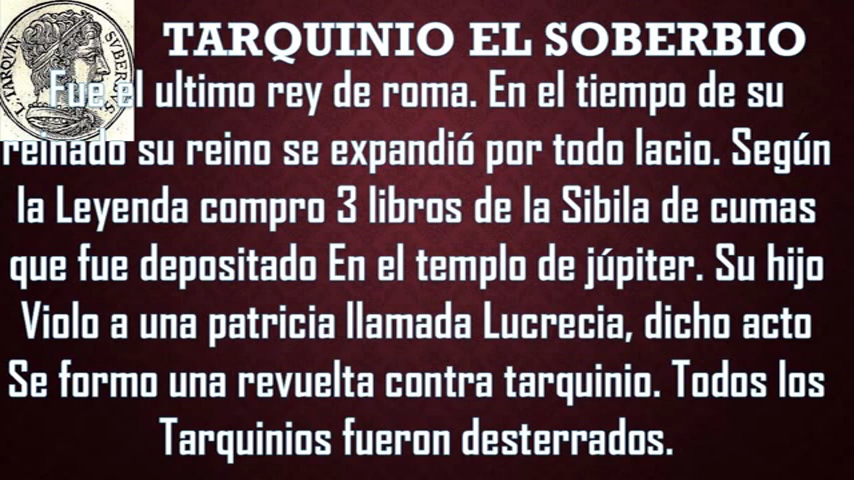 TARQUINIO EL SOBERBIO
L. TARQVIN SVBERBVS
Fue el ultimo rey de roma. En el tiempo de su
reinado su reino se expandió por todo lacio. Según
la Leyenda compro 3 libros de la Sibila de cumas
que fue depositado En el templo de júpiter. Su hijo
Violo a una patricia llamada Lucrecia, dicho acto
Se formo una revuelta contra tarquinio. Todos los
Tarquinios fueron desterrados.